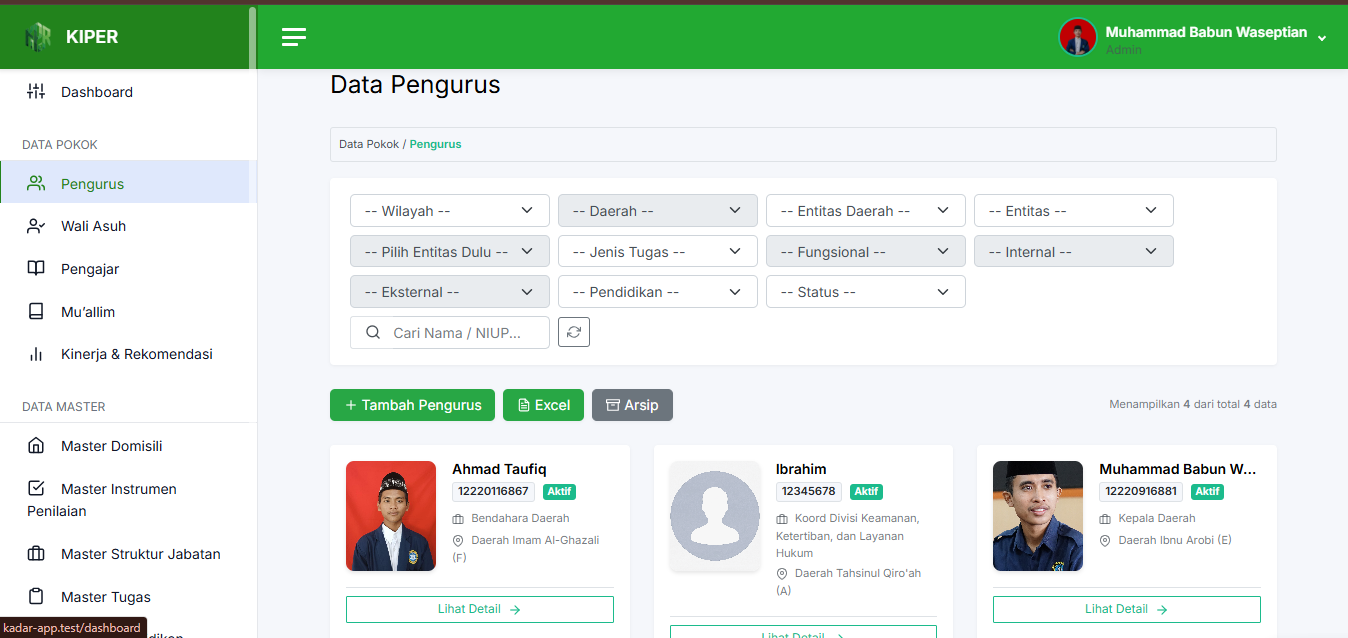 KIPER
Muhammad Babun Waseptian
Admin
Dashboard
DATA POKOK
Pengurus
Wali Asuh
Pengajar
Mu'allim
Kinerja & Rekomendasi
DATA MASTER
Master Domisili
Master Instrumen
Penilaian
Master Struktur Jabatan
Master Tugas
kadar-app.test/dashboard
Data Pengurus
Data Pokok / Pengurus
-- Wilayah -- -- Daerah -- -- Entitas Daerah -- -- Entitas --
-- Pilih Entitas Dulu -- -- Jenis Tugas -- -- Fungsional -- -- Internal --
-- Eksternal -- -- Pendidikan -- -- Status --
Cari Nama / NIUP...
+ Tambah Pengurus Excel Arsip
Menampilkan 4 dari total 4 data
Ahmad Taufiq
12220116867 Aktif
Bendahara Daerah
Daerah Imam Al-Ghazali
(F)
Lihat Detail →
Ibrahim
12345678 Aktif
Koord Divisi Keamanan,
Ketertiban, dan Layanan
Hukum
Daerah Tahsinul Qiro'ah
(A)
Lihat Detail
Muhammad Babun W...
12220916881 Aktif
Kepala Daerah
Daerah Ibnu Arobi (E)
Lihat Detail →